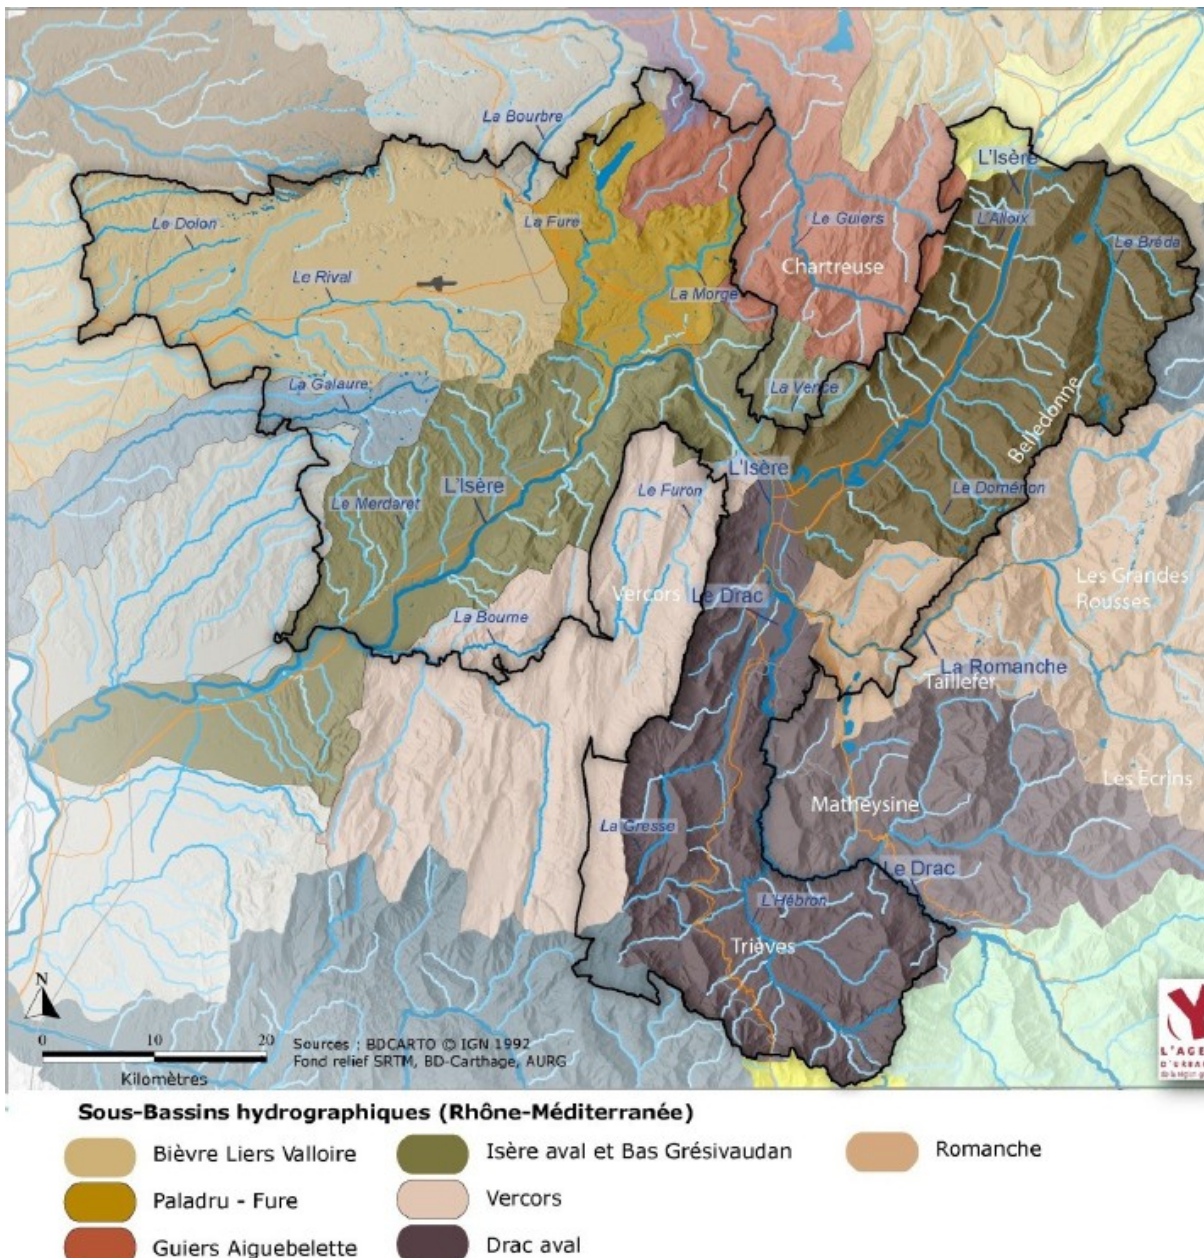 La Bourbre
L'Isère
Le Dolon
La Fure
Le Guiers
L'Alloix
Le Bréda
Chartreuse
Le Rival
La Morge
La Galaure
La Vence
Belledonne
L'Isère
Le Furon
Le Merdaret
L'Isère
Le Doménon
Vercors
Le Drac
Les Grandes
Rousses
La Bourne
La Romanche
Taillefer
Les Ecrins
Matheysine
La Gresse
Le Drac
L'Hébron
Trièves
N
0 10 20
Kilomètres
Sources : BDCARTO © IGN 1992
Fond relief SRTM, BD-Carthage, AURG
L'AGE
D'URBA
Sous-Bassins hydrographiques (Rhône-Méditerranée)
Bièvre Liers Valloire
Isère aval et Bas Grésivaudan
Romanche
Paladru - Fure
Vercors
Guiers Aiguebelette
Drac aval